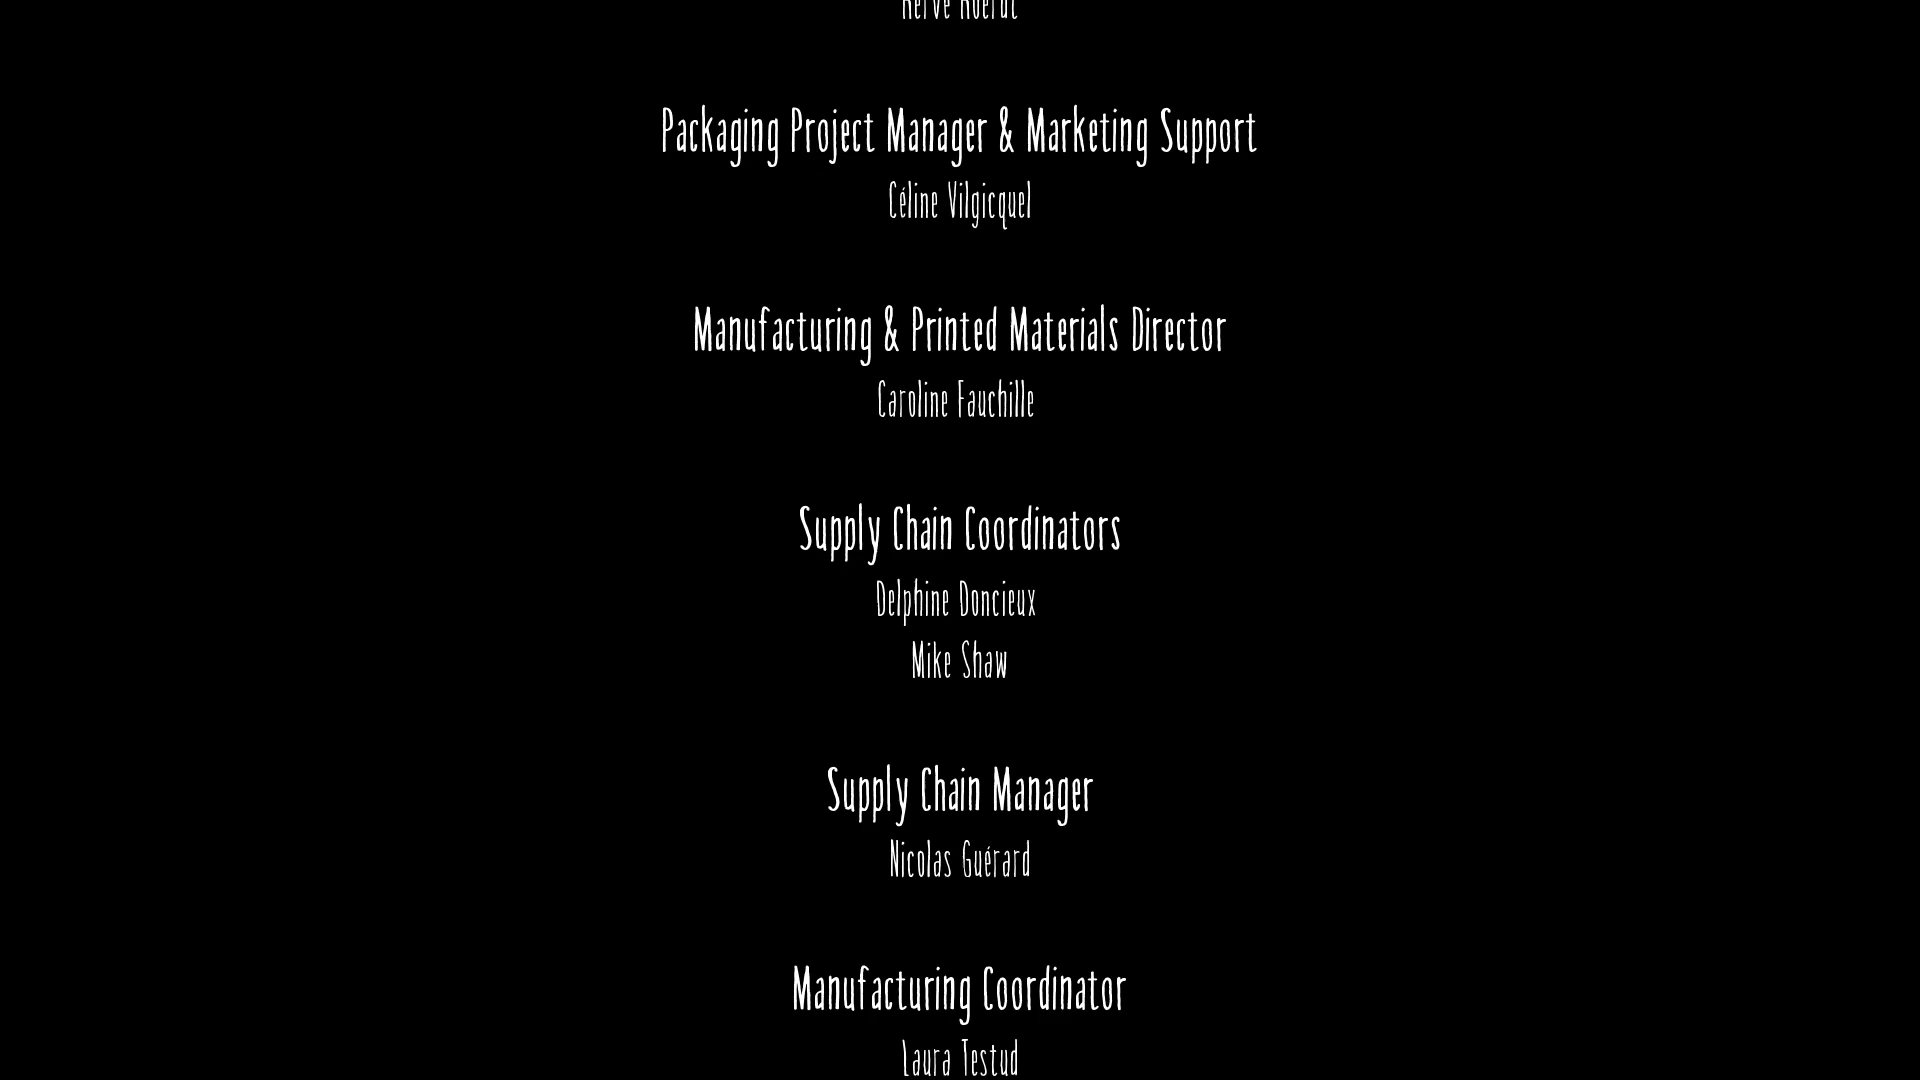 Packaging Project Manager & Marketing Support
Céline Vilgicquel
Manufacturing & Printed Materials Director
Caroline Fauchille
Supply Chain Coordinators
Delphine Doncieux
Mike Shaw
Supply Chain Manager
Nicolas Guérard
Manufacturing Coordinator
Laura Testud